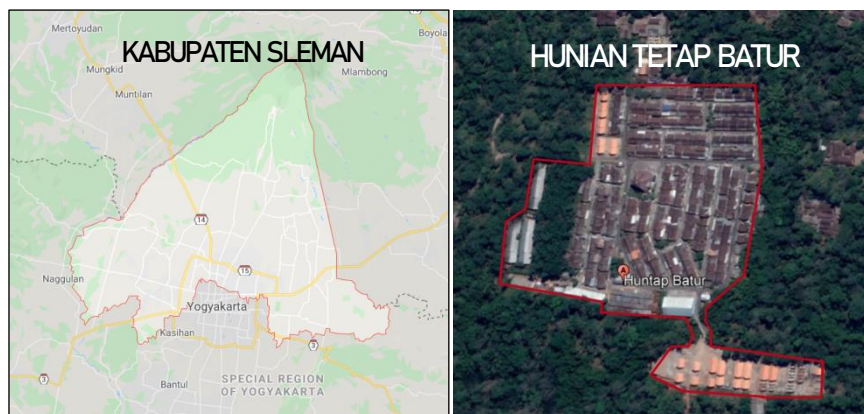 KABUPATEN SLEMAN
Mertoyudan
Boyola
Mungkid
Mlambong
Muntilan
14
15
Naggulan
Yogyakarta
Kasihan
3
3
Bantul
SPECIAL REGION
OF YOGYAKARTA
HUNIAN TETAP BATUR
A
Huntap Batur